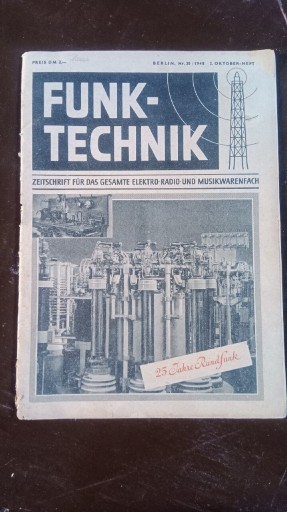 PREIS DM 2,—
BERLIN, Nr. 20 / 1948 2. OKTOBER-HEFT
FUNK-
TECHNIK
ZEITSCHRIFT FÜR DAS GESAMTE ELEKTRO-RADIO UND MUSIKWARENFACH
25 Jahre Rundfunk